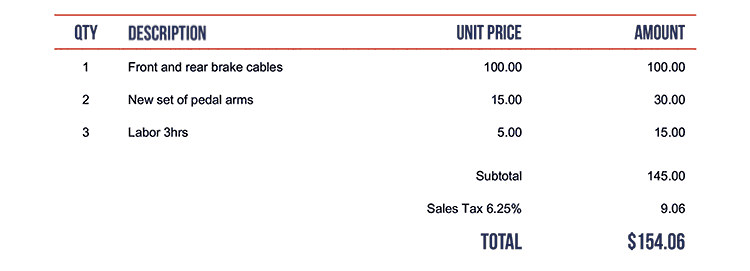 QTY DESCRIPTION UNIT PRICE AMOUNT
1 Front and rear brake cables 100.00 100.00
2 New set of pedal arms 15.00 30.00
3 Labor 3hrs 5.00 15.00
Subtotal 145.00
Sales Tax 6.25% 9.06
TOTAL $154.06